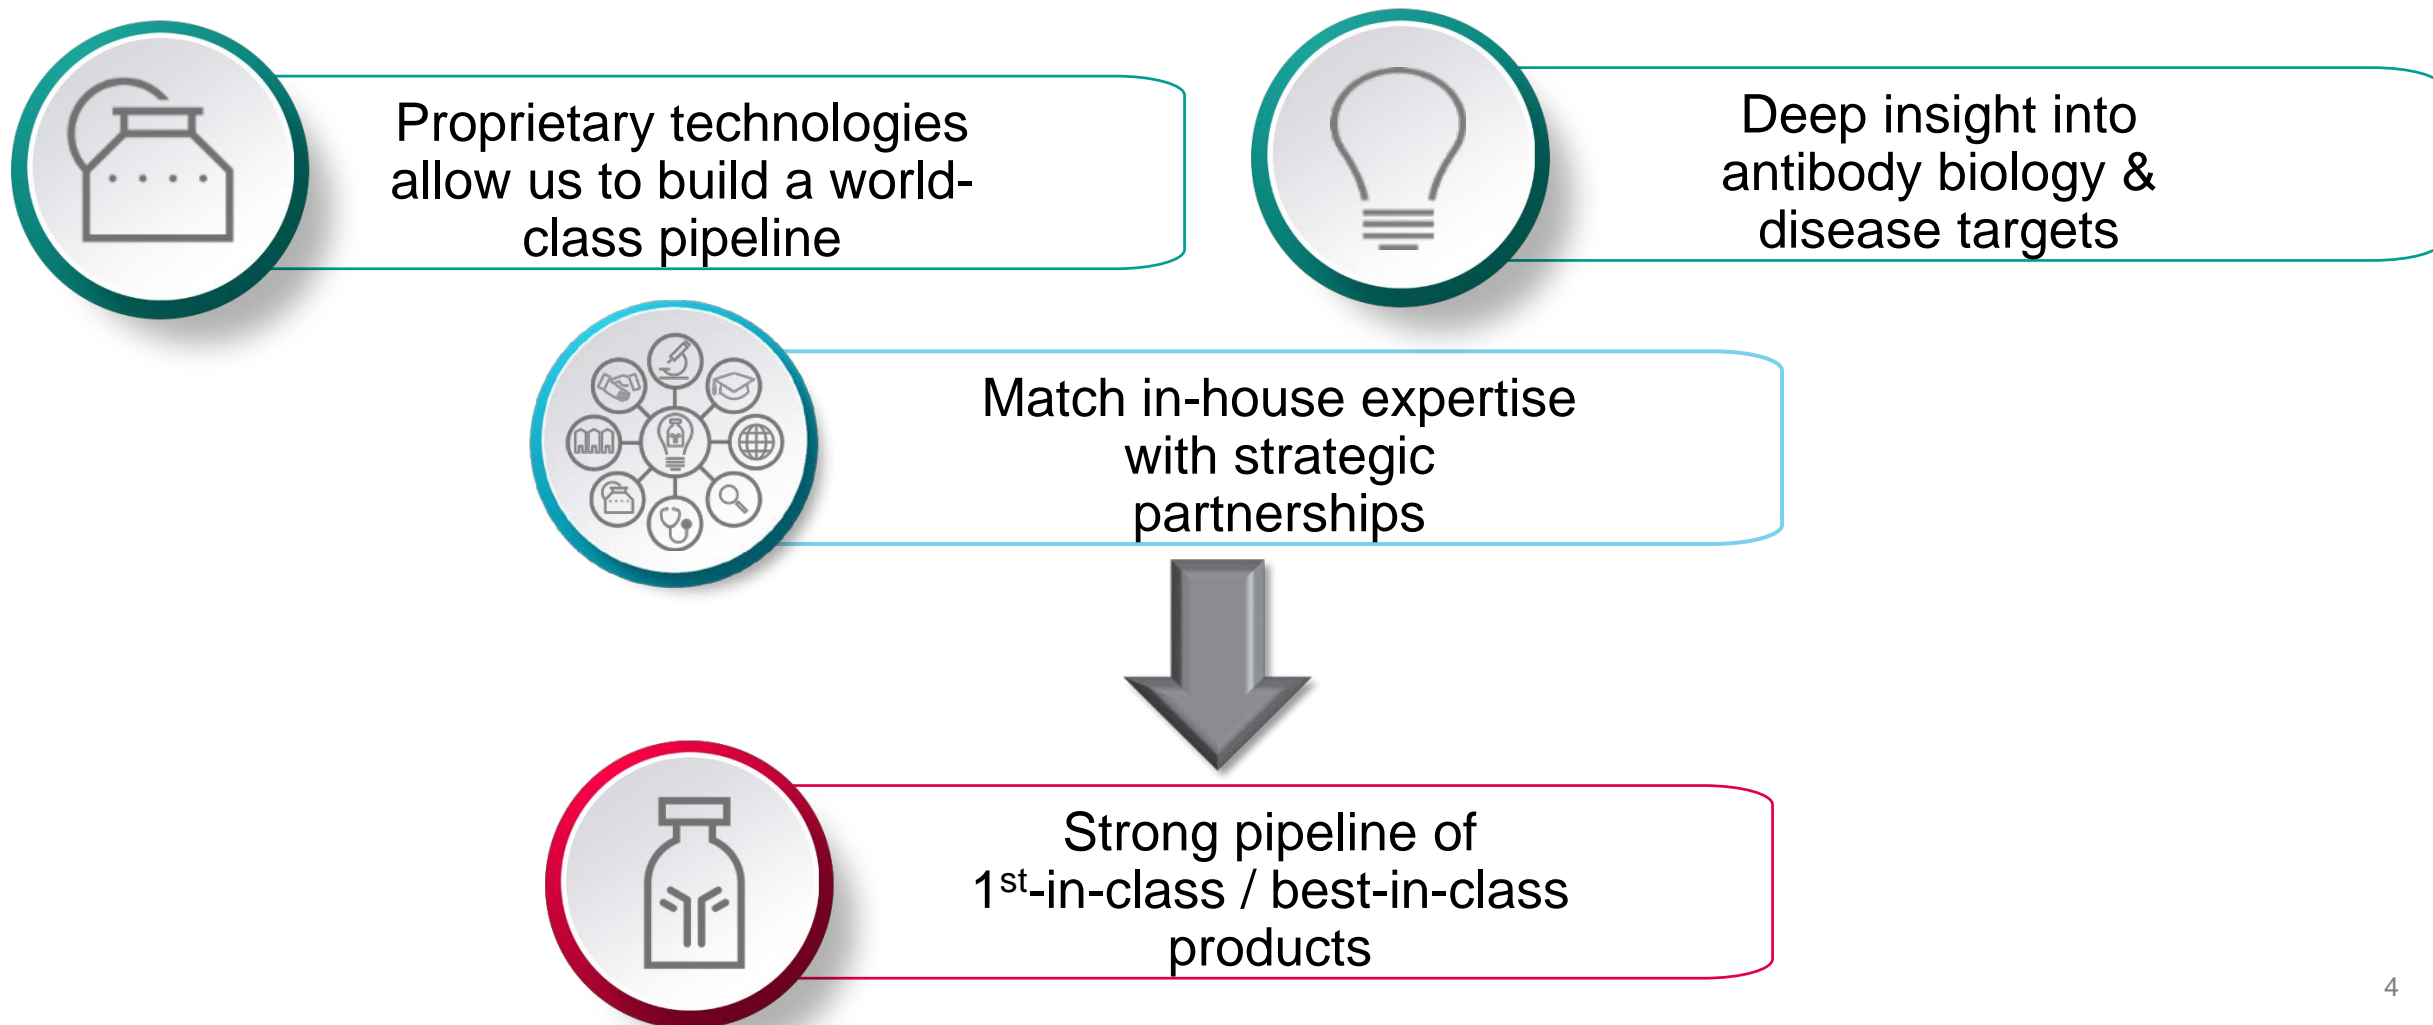 Proprietary technologies
allow us to build a world-
class pipeline
Deep insight into
antibody biology &
disease targets
Match in-house expertise
with strategic
partnerships
Strong pipeline of
1st-in-class / best-in-class
products
4